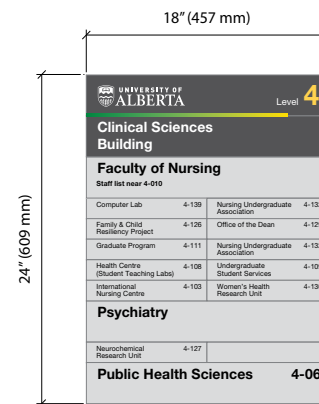 18” (457 mm)
24” (609 mm)
UNIVERSITY OF
ALBERTA
Level 4
Clinical Sciences
Building
Faculty of Nursing
Staff list near 4-010
Computer Lab 4-139
Nursing Undergraduate
Association
Family & Child 4-126
Resiliency Project
Office of the Dean
Graduate Program 4-111
Nursing Undergraduate
Association
Health Centre 4-108
(Student Teaching Labs)
Undergraduate
Student Services
International 4-103
Nursing Centre
Women's Health
Research Unit
Psychiatry
Neurochemical 4-127
Research Unit
Public Health Sciences 4-06